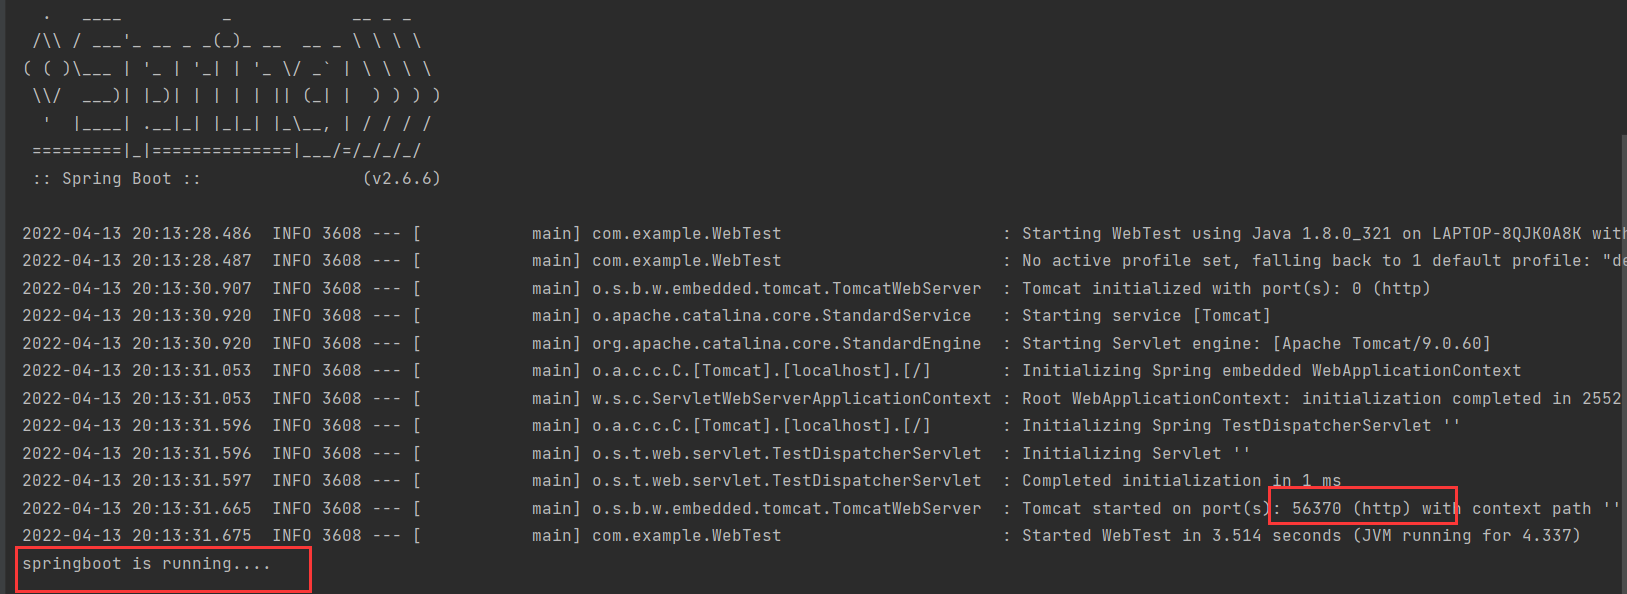 .   ____          _            __ _ _
 /\\ / ___'_ __ _ _(_)_ __  __ _ \ \ \ \
( ( )\___ | '_ | '_| | '_ \/ _` | \ \ \ \
 \\/  ___)| |_)| | | | | || (_| |  ) ) ) )
  '  |____| .__|_| |_|_| |_\__, | / / / /
 =========|_|==============|___/=/_/_/_/
 :: Spring Boot ::                (v2.6.6)
2022-04-13 20:13:28.486  INFO 3608 --- [           main] com.example.WebTest                      : Starting WebTest using Java 1.8.0_321 on LAPTOP-8QJK0A8K with
2022-04-13 20:13:28.487  INFO 3608 --- [           main] com.example.WebTest                      : No active profile set, falling back to 1 default profile: "de
2022-04-13 20:13:30.907  INFO 3608 --- [           main] o.s.b.w.embedded.tomcat.TomcatWebServer  : Tomcat initialized with port(s): 0 (http)
2022-04-13 20:13:30.920  INFO 3608 --- [           main] o.apache.catalina.core.StandardService   : Starting service [Tomcat]
2022-04-13 20:13:30.920  INFO 3608 --- [           main] org.apache.catalina.core.StandardEngine  : Starting Servlet engine: [Apache Tomcat/9.0.60]
2022-04-13 20:13:31.053  INFO 3608 --- [           main] o.a.c.c.C.[Tomcat].[localhost].[/]       : Initializing Spring embedded WebApplicationContext
2022-04-13 20:13:31.053  INFO 3608 --- [           main] w.s.c.ServletWebServerApplicationContext : Root WebApplicationContext: initialization completed in 2552
2022-04-13 20:13:31.596  INFO 3608 --- [           main] o.a.c.c.C.[Tomcat].[localhost].[/]       : Initializing Spring TestDispatcherServlet ''
2022-04-13 20:13:31.596  INFO 3608 --- [           main] o.s.t.web.servlet.TestDispatcherServlet  : Initializing Servlet ''
2022-04-13 20:13:31.597  INFO 3608 --- [           main] o.s.t.web.servlet.TestDispatcherServlet  : Completed initialization in 1 ms
2022-04-13 20:13:31.665  INFO 3608 --- [           main] o.s.b.w.embedded.tomcat.TomcatWebServer  : Tomcat started on port(s): 56370 (http) with context path ''
2022-04-13 20:13:31.675  INFO 3608 --- [           main] com.example.WebTest                      : Started WebTest in 3.514 seconds (JVM running for 4.337)
springboot is running....